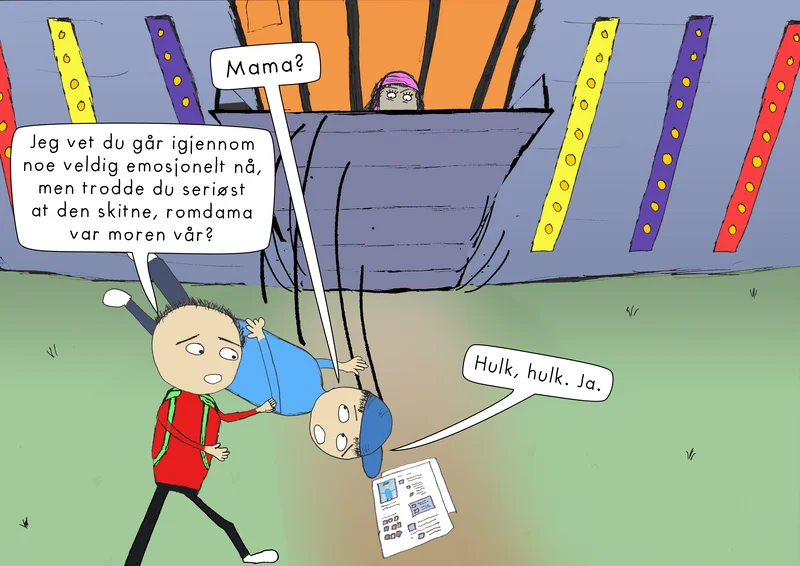 Mama?
Jeg vet du går igjennom
noe veldig emosjonelt nå,
men trodde du seriøst
at den skitne, romdama
var moren vår?
Hulk, hulk. Ja.